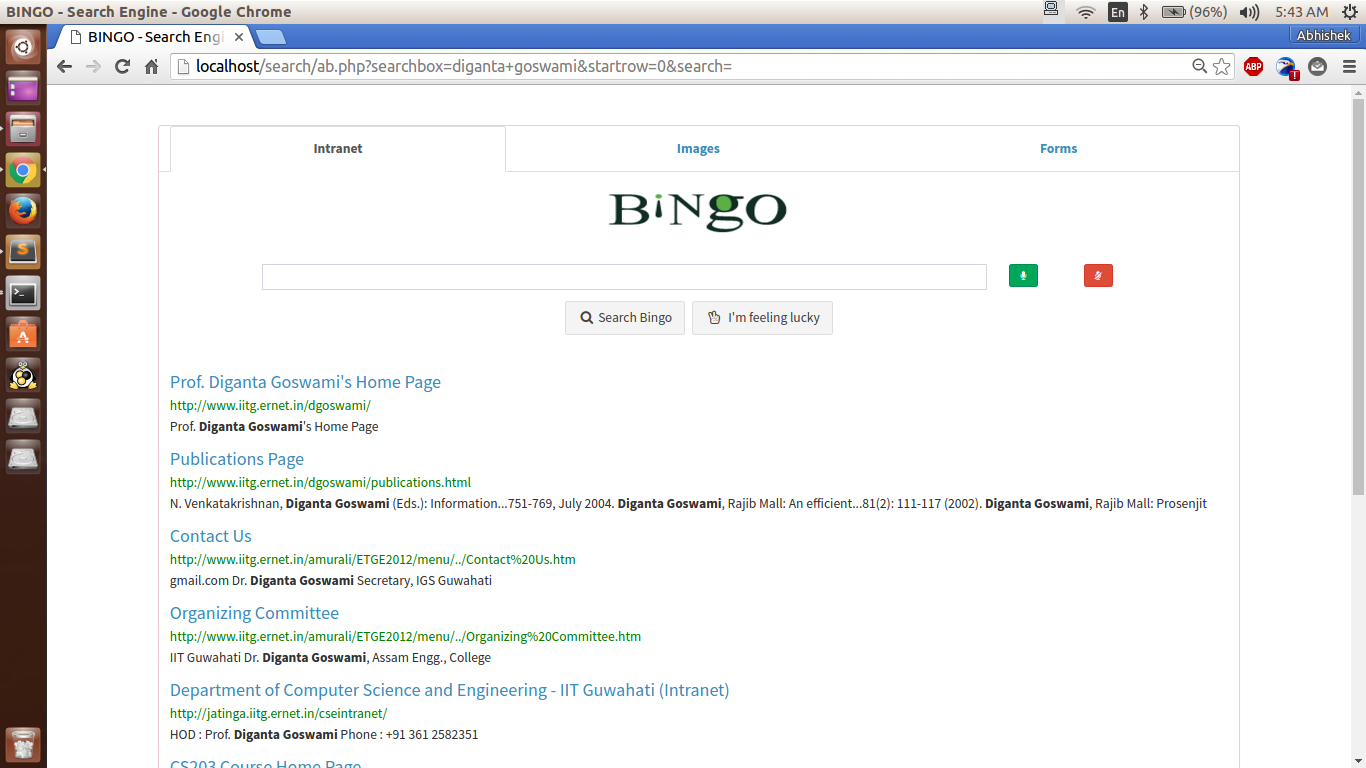 BINGO - Search Engine - Google Chrome
En
(96%)
5:43 AM
BINGO - Search Engi
Abhishek
localhost/search/ab.php?searchbox=diganta+goswami&startrow=0&search=
ABP
Intranet Images Forms
BiNgO
Search Bingo I'm feeling lucky
Prof. Diganta Goswami's Home Page
http://www.iitg.ernet.in/dgoswami/
Prof. Diganta Goswami's Home Page
Publications Page
http://www.iitg.ernet.in/dgoswami/publications.html
N. Venkatakrishnan, Diganta Goswami (Eds.): Information...751-769, July 2004. Diganta Goswami, Rajib Mall: An efficient...81(2): 111-117 (2002). Diganta Goswami, Rajib Mall: Prosenjit
Contact Us
http://www.iitg.ernet.in/amurali/ETGE2012/menu/../Contact%20Us.htm
gmail.com Dr. Diganta Goswami Secretary, IGS Guwahati
Organizing Committee
http://www.iitg.ernet.in/amurali/ETGE2012/menu/../Organizing%20Committee.htm
IIT Guwahati Dr. Diganta Goswami, Assam Engg., College
Department of Computer Science and Engineering - IIT Guwahati (Intranet)
http://jatinga.iitg.ernet.in/cseintranet/
HOD : Prof. Diganta Goswami Phone : +91 361 2582351
CS203 Course Home Page